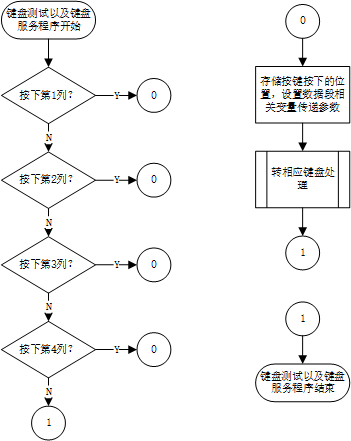 键盘测试以及键盘
服务程序开始
按下第1列？
Y
0
N
按下第2列？
Y
0
N
按下第3列？
Y
0
N
按下第4列？
Y
0
N
1
0
存储按键按下的位
置，设置数据段相
关变量传递参数
转相应键盘处
理
1
1
键盘测试以及键盘
服务程序结束